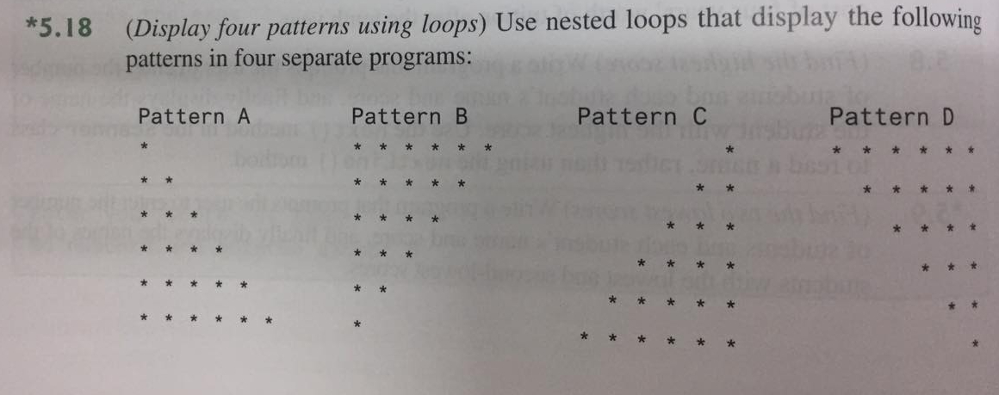 *5.18 (Display four patterns using loops) Use nested loops that display the following
patterns in four separate programs:
Pattern A Pattern B Pattern C Pattern D
* * * * * * * * * * * * * *
* * * * * * * * * * * * * *
* * * * * * * * * * * * * *
* * * * * * * * * * * * * *
* * * * * * * * * * * * * *
* * * * * * * * * * * * * *